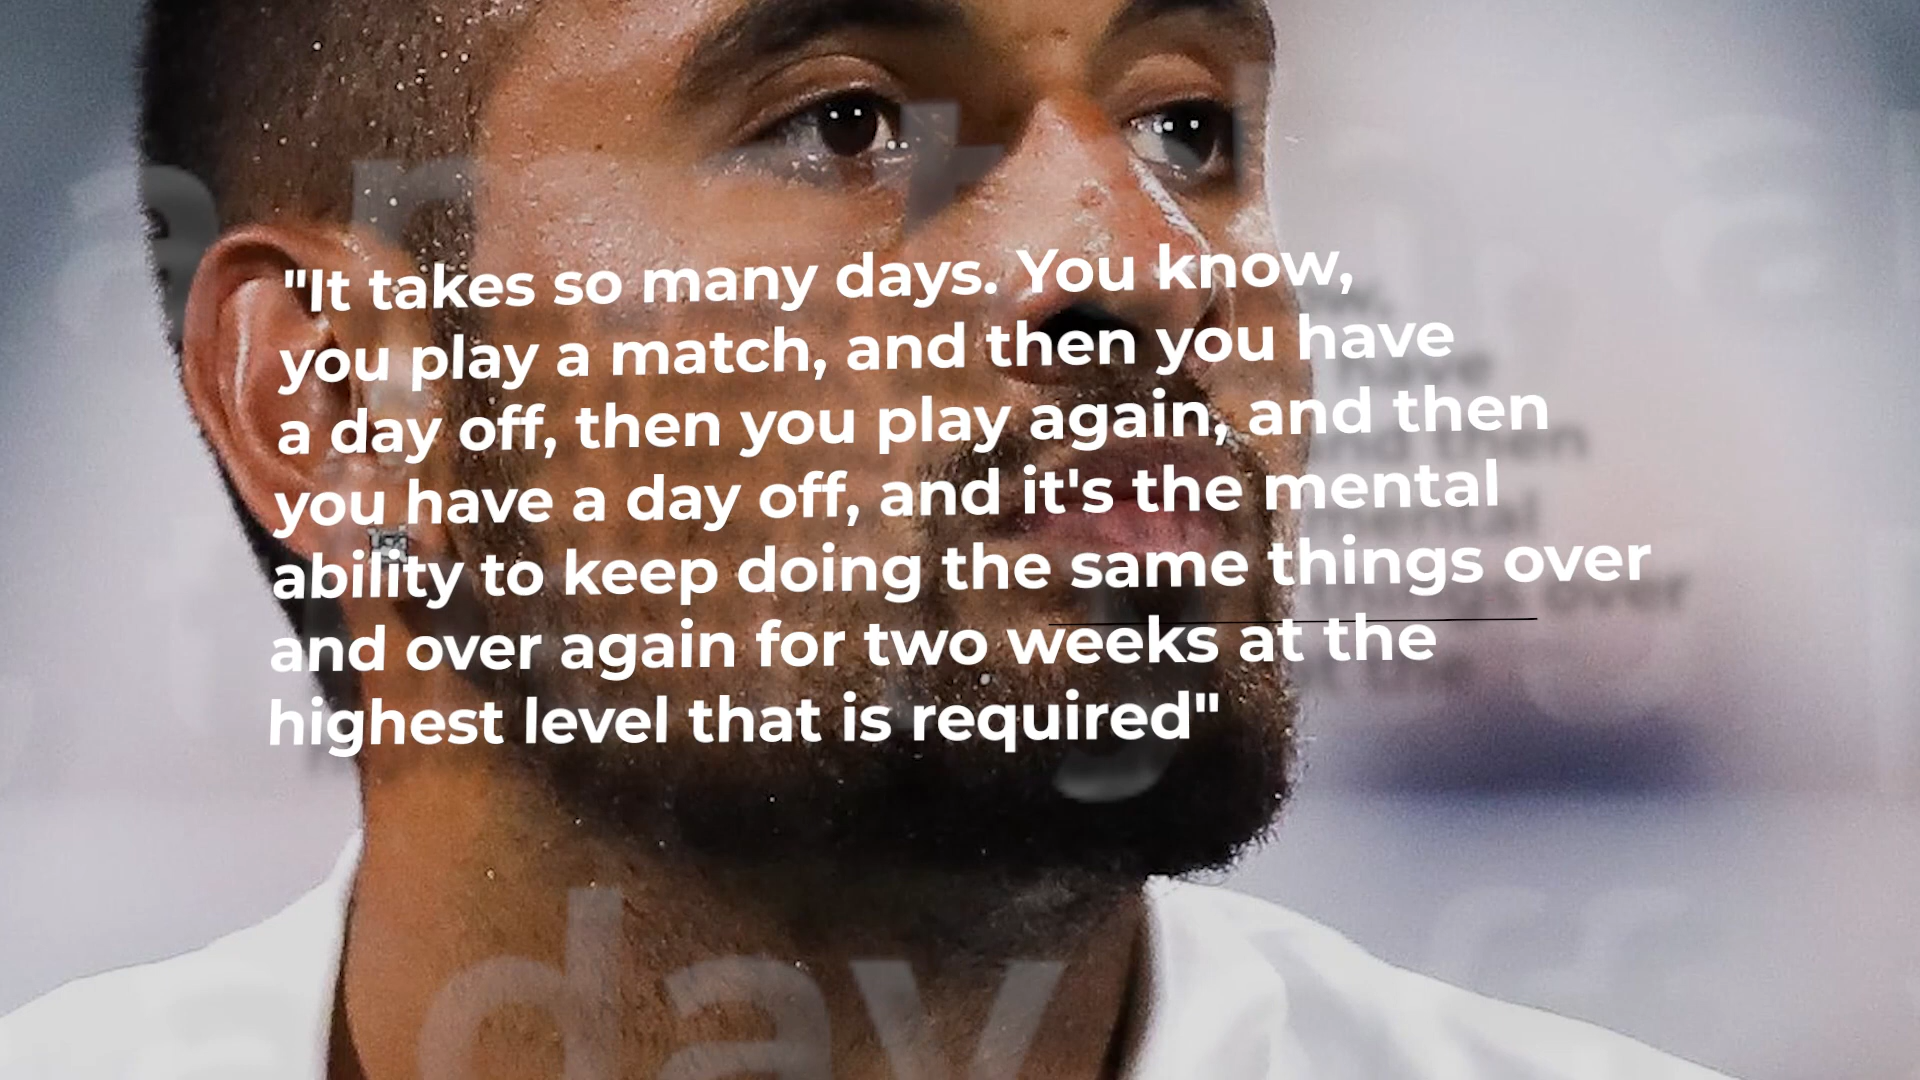 "It takes so many days. You know,
you play a match, and then you have
a day off, then you play again, and then
you have a day off, and it's the mental
ability to keep doing the same things over
and over again for two weeks at the
highest level that is required"